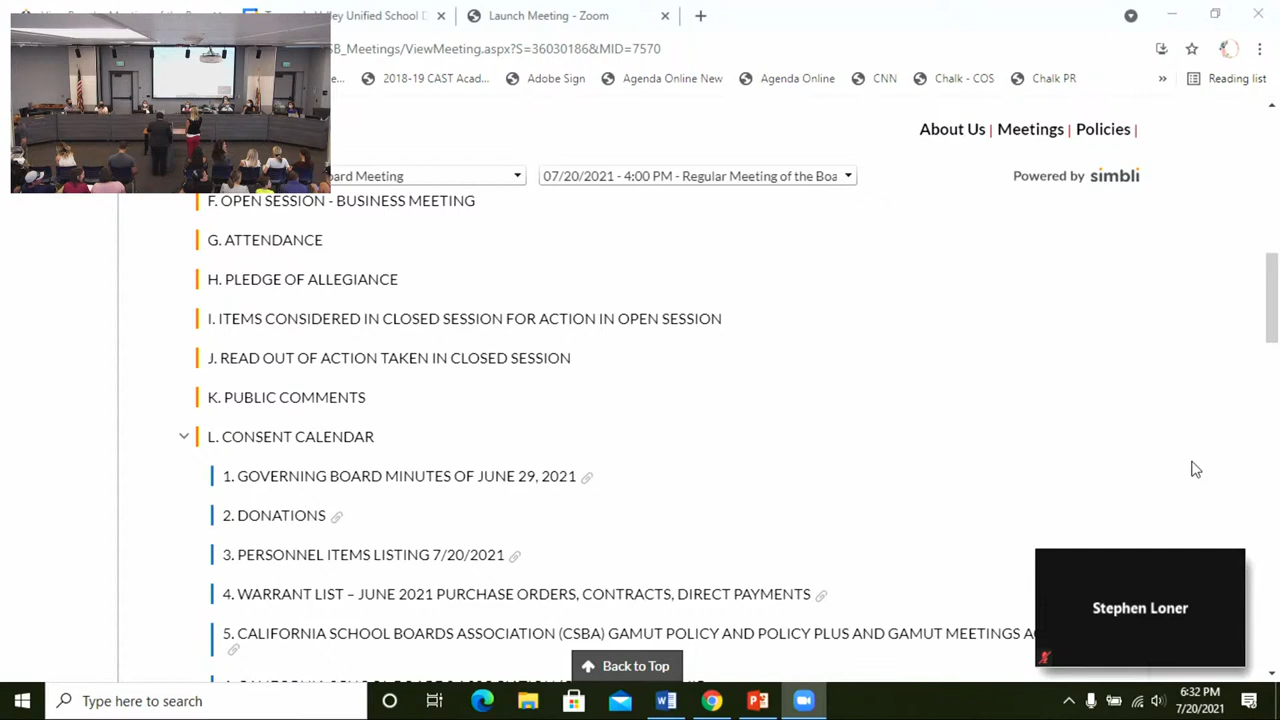 Valley Unified School D
Launch Meeting - Zoom
SB_Meetings/ViewMeeting.aspx?S=36030186&MID=7570
e...
2018-19 CAST Acad...
Adobe Sign
Agenda Online New
Agenda Online
CNN
Chalk - COS
Chalk PR
»
Reading list
About Us | Meetings | Policies |
ard Meeting
07/20/2021 - 4:00 PM - Regular Meeting of the Boa
Powered by simbli
F. OPEN SESSION - BUSINESS MEETING
G. ATTENDANCE
H. PLEDGE OF ALLEGIANCE
I. ITEMS CONSIDERED IN CLOSED SESSION FOR ACTION IN OPEN SESSION
J. READ OUT OF ACTION TAKEN IN CLOSED SESSION
K. PUBLIC COMMENTS
L. CONSENT CALENDAR
1. GOVERNING BOARD MINUTES OF JUNE 29, 2021
2. DONATIONS
3. PERSONNEL ITEMS LISTING 7/20/2021
4. WARRANT LIST – JUNE 2021 PURCHASE ORDERS, CONTRACTS, DIRECT PAYMENTS
5. CALIFORNIA SCHOOL BOARDS ASSOCIATION (CSBA) GAMUT POLICY AND POLICY PLUS AND GAMUT MEETINGS
Stephen Loner
Back to Top
Type here to search
6:32 PM
7/20/2021